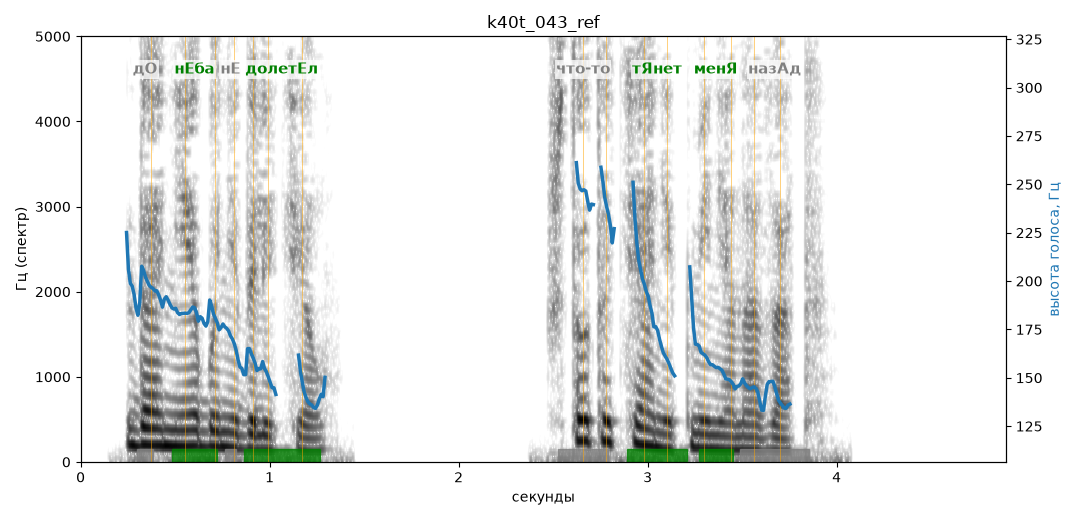 k40t_043_ref
дО нЕба нЕ долетЕл что-то тЯнет менЯ назАд
Гц (спектр)
5000
4000
3000
2000
1000
0
0 1 2 3 4
секунды
высота голоса, Гц
325
300
275
250
225
200
175
150
125